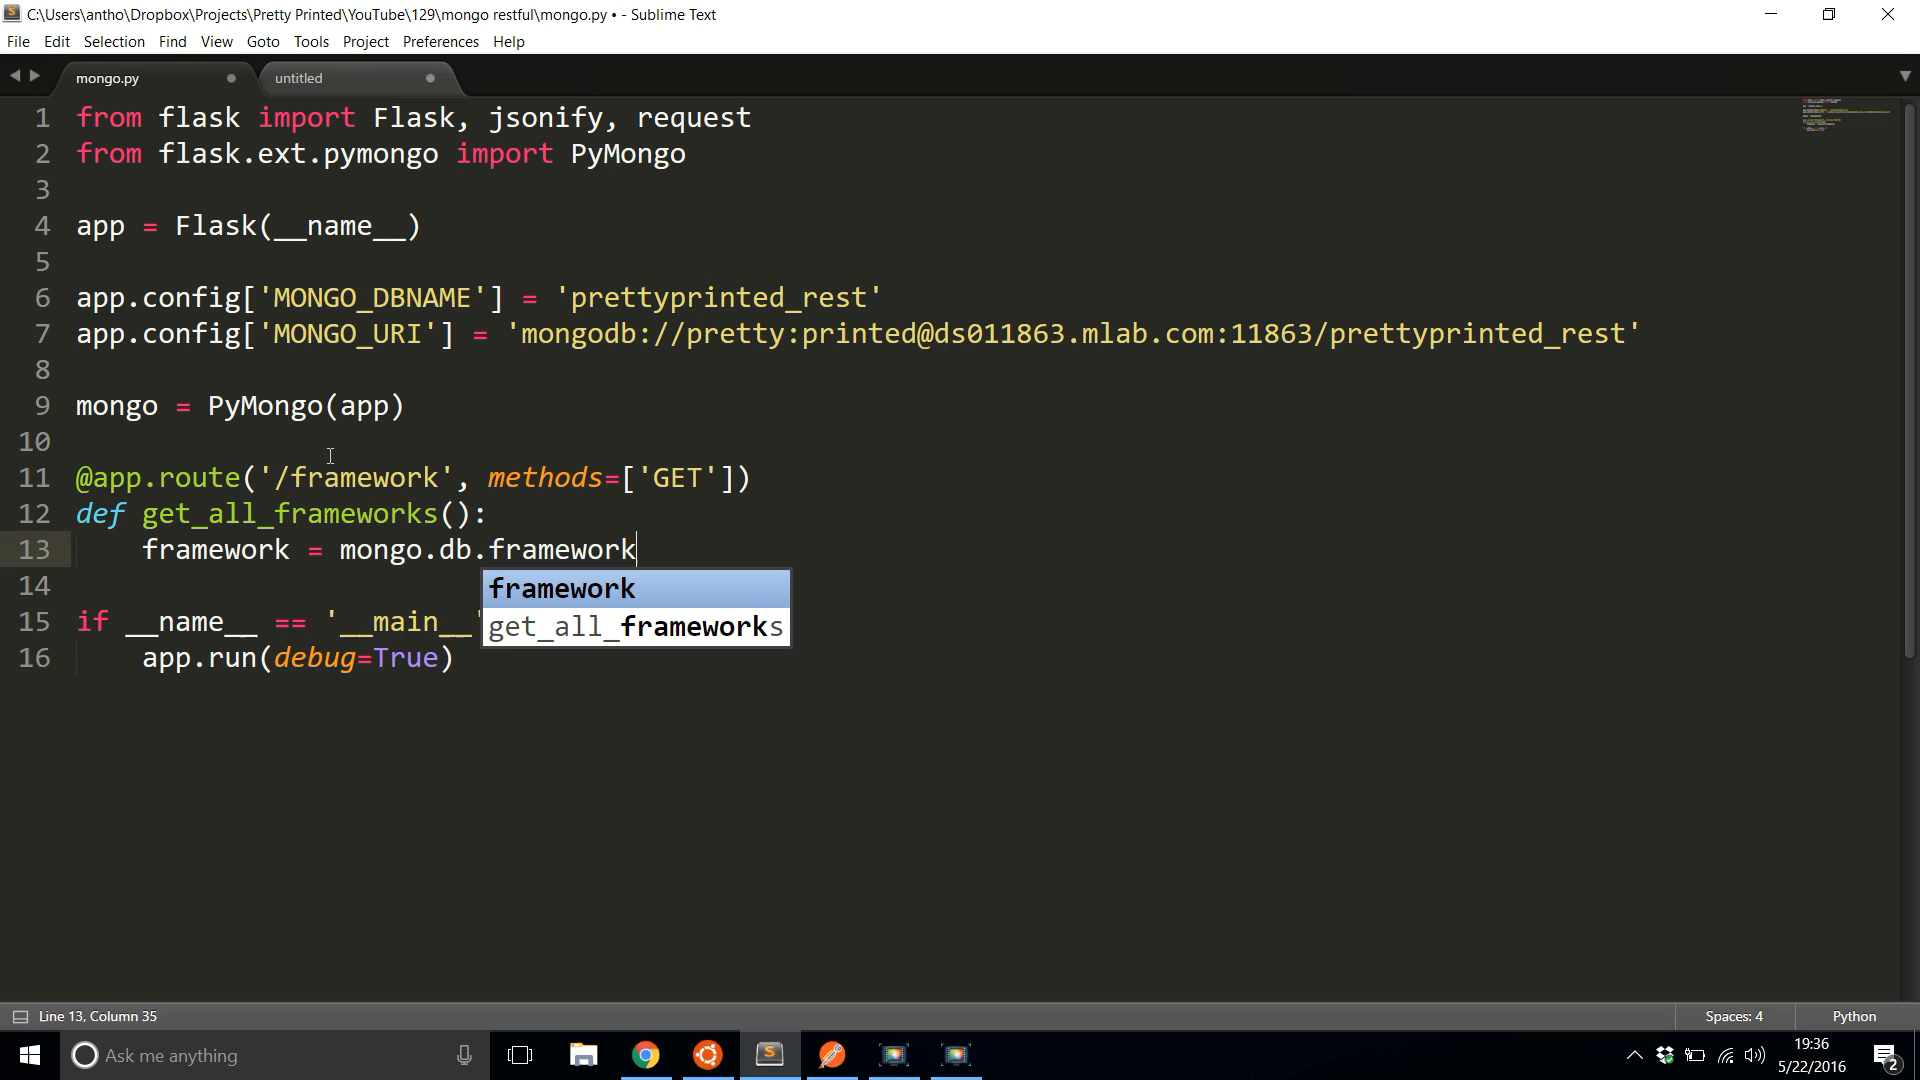 C:\Users\antho\Dropbox\Projects\Pretty Printed\YouTube\129\mongo restful\mongo.py • - Sublime Text
File Edit Selection Find View Goto Tools Project Preferences Help
mongo.py untitled
1 from flask import Flask, jsonify, request
2 from flask.ext.pymongo import PyMongo
3
4 app = Flask(__name__)
5
6 app.config['MONGO_DBNAME'] = 'prettyprinted_rest'
7 app.config['MONGO_URI'] = 'mongodb://pretty:printed@ds011863.mlab.com:11863/prettyprinted_rest'
8
9 mongo = PyMongo(app)
10
11 @app.route('/framework', methods=['GET'])
12 def get_all_frameworks():
13 framework = mongo.db.framework
14 framework
15 if __name__ == '__main__' get_all_frameworks
16 app.run(debug=True)
Line 13, Column 35 Spaces: 4 Python
Ask me anything
19:36
5/22/2016
2